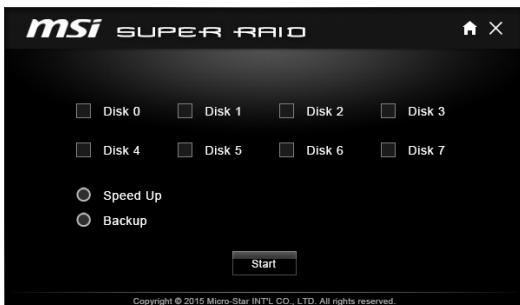 msi SUPER RAID
Disk 0 Disk 1 Disk 2 Disk 3
Disk 4 Disk 5 Disk 6 Disk 7
Speed Up
Backup
Start
Copyright © 2015 Micro-Star INT'L CO., LTD. All rights reserved.